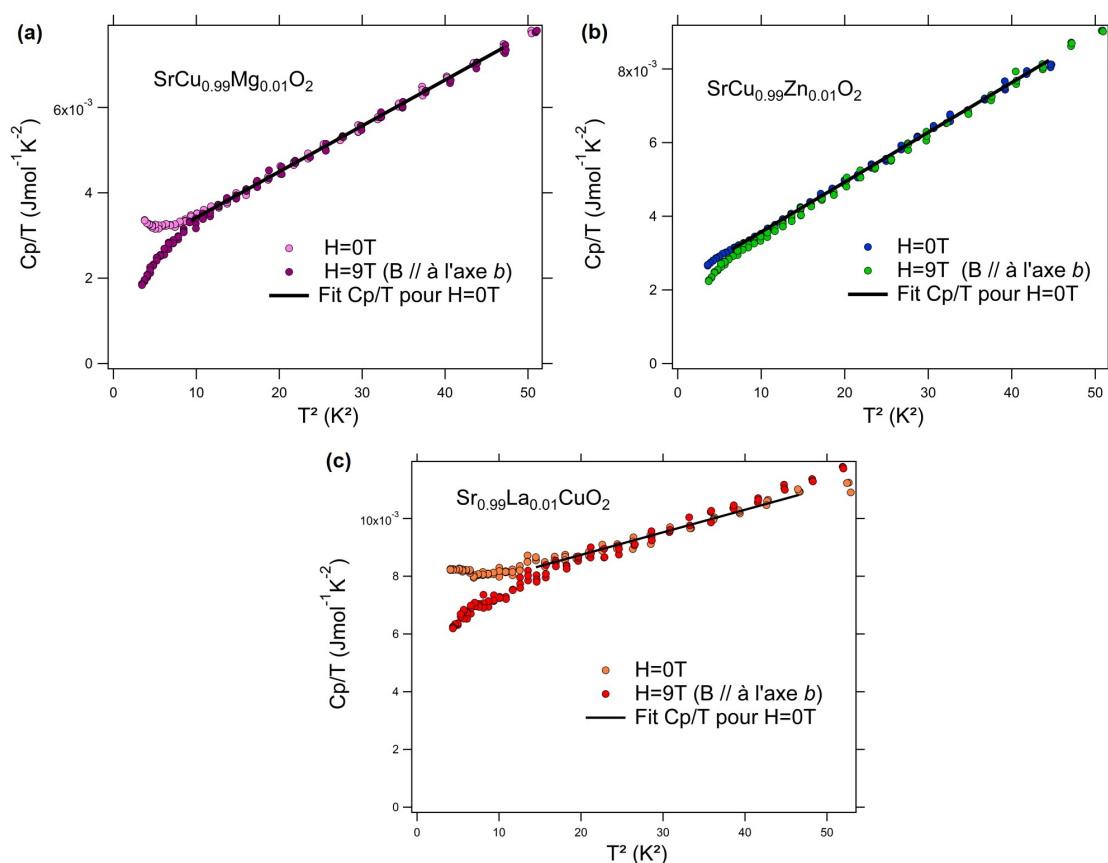 (a)
SrCu₀.₉₉Mg₀.₀₁O₂
Cp/T (Jmol⁻¹K⁻²)
6x10⁻³
4
2
0
H=0T
H=9T (B // à l'axe b)
Fit Cp/T pour H=0T
0 10 20 30 40 50
T² (K²)
(b)
SrCu₀.₉₉Zn₀.₀₁O₂
Cp/T (Jmol⁻¹K⁻²)
8x10⁻³
6
4
2
0
H=0T
H=9T (B // à l'axe b)
Fit Cp/T pour H=0T
0 10 20 30 40 50
T² (K²)
(c)
Sr₀.₉₉La₀.₀₁CuO₂
Cp/T (Jmol⁻¹K⁻²)
10x10⁻³
8
6
4
2
0
H=0T
H=9T (B // à l'axe b)
Fit Cp/T pour H=0T
0 10 20 30 40 50
T² (K²)